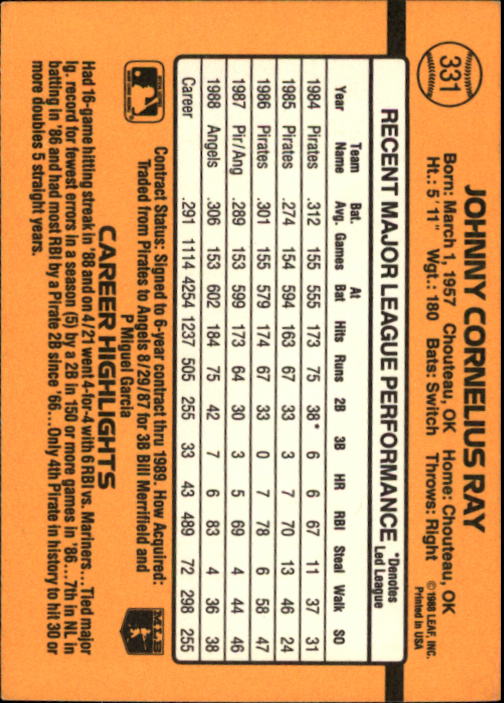 331
JOHNNY CORNELIUS RAY
Born: March 1, 1957 Chouteau, OK Home: Chouteau, OK
Ht.: 5'11" Wgt.: 180 Bats: Switch Throws: Right
©1988 LEAF, INC.
Printed in USA
RECENT MAJOR LEAGUE PERFORMANCE *Denotes Led League
Year Team Name Bat. Avg. Games At Bat Hits Runs 2B 3B HR RBI Steal Walk SO
1984 Pirates .312 155 555 173 75 38* 6 6 67 11 37 31
1985 Pirates .274 154 594 163 67 33 3 7 70 13 46 24
1986 Pirates .301 155 579 174 67 33 0 7 78 6 58 47
1987 Pir/Ang .289 153 599 173 64 30 3 5 69 4 44 46
1988 Angels .306 153 602 184 75 42 7 6 83 4 36 38
Career .291 1114 4254 1237 505 255 33 43 489 72 298 255
Contract Status: Signed to 6-year contract thru 1989. How Acquired:
Traded from Pirates to Angels 8/29/87 for 3B Bill Merrifield and
P Miguel Garcia
MLB
CAREER HIGHLIGHTS
Had 16-game hitting streak in '88 and on 4/21 went 4-for-4 with 6 RBI vs. Mariners.... Tied major
lg. record for fewest errors in a season (5) by a 2B in 150 or more games in '86....7th in NL in
batting in '86 and had most RBI by a Pirate 2B since '66...Only 4th Pirate in history to hit 30 or
more doubles 5 straight years.